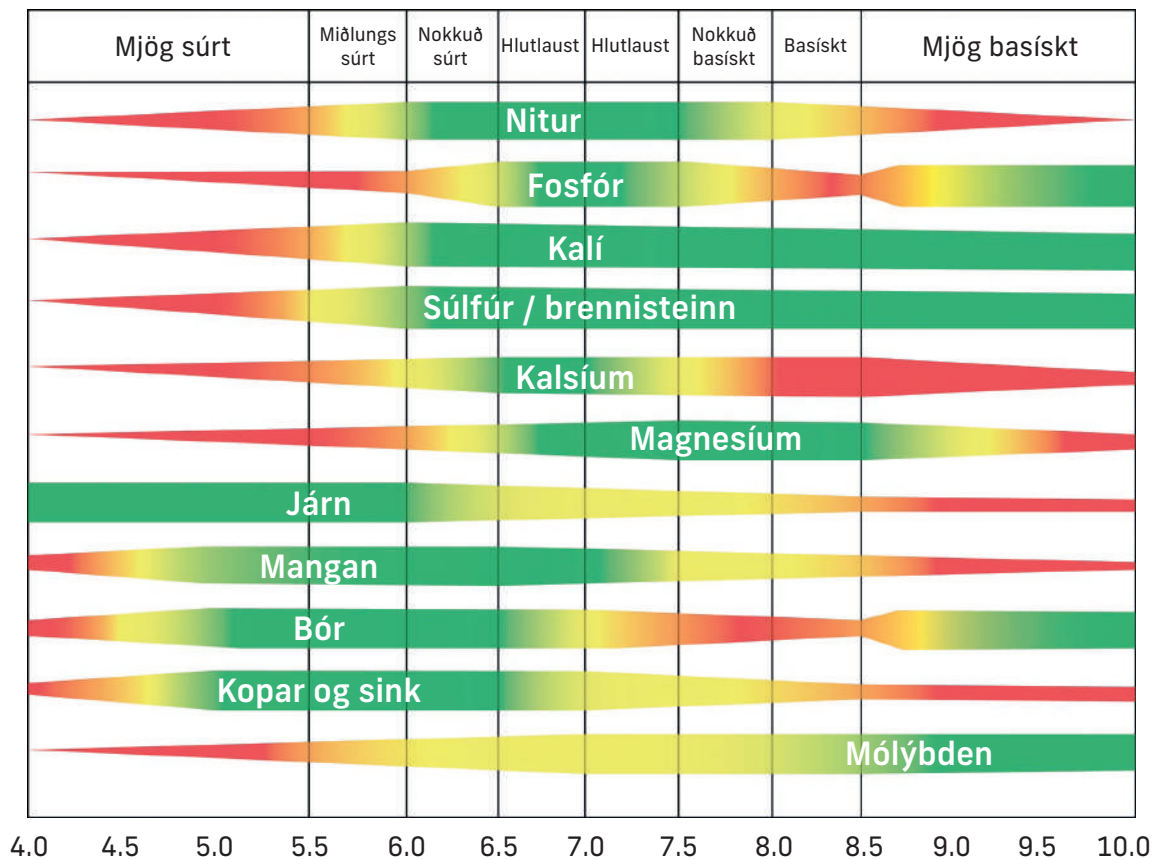 Mjög súrt
Miðlungs
súrt
Nokkuð
súrt
Hlutlaust
Hlutlaust
Nokkuð
basískt
Basískt
Mjög basískt
Nitur
Fosfór
Kalí
Súlfúr / brennisteinn
Kalsíum
Magnesíum
Járn
Mangan
Bór
Kopar og sink
Mólýbden
4.0 4.5 5.0 5.5 6.0 6.5 7.0 7.5 8.0 8.5 9.0 9.5 10.0